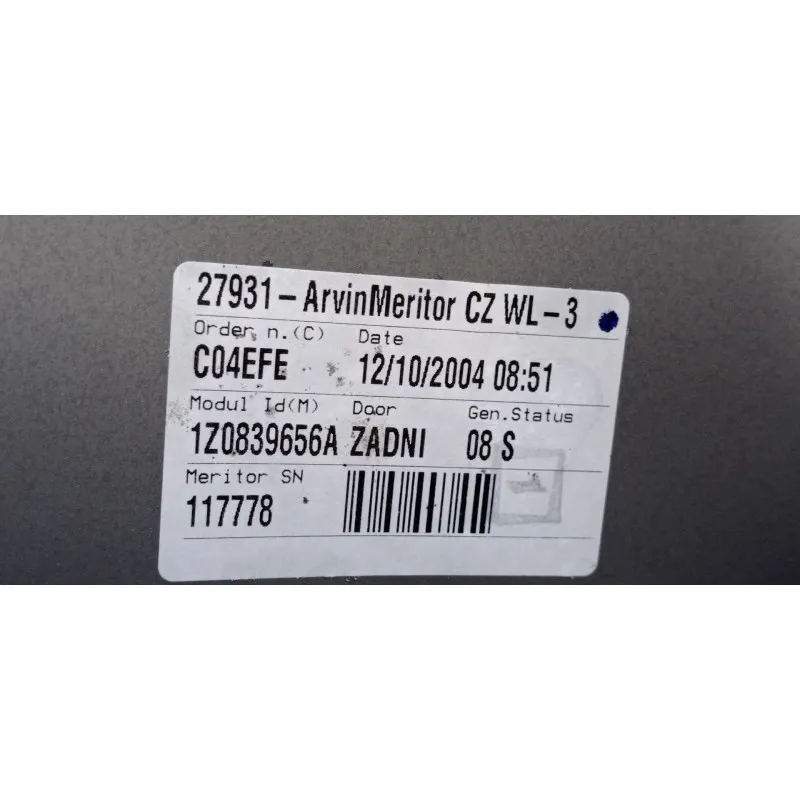 27931 - ArvinMeritor CZ WL - 3
Order n.(C) Date
C04EFE 12/10/2004 08:51
Modul Id(M) Door Gen.Status
1Z0839656A ZADNI 08 S
Meritor SN
117778